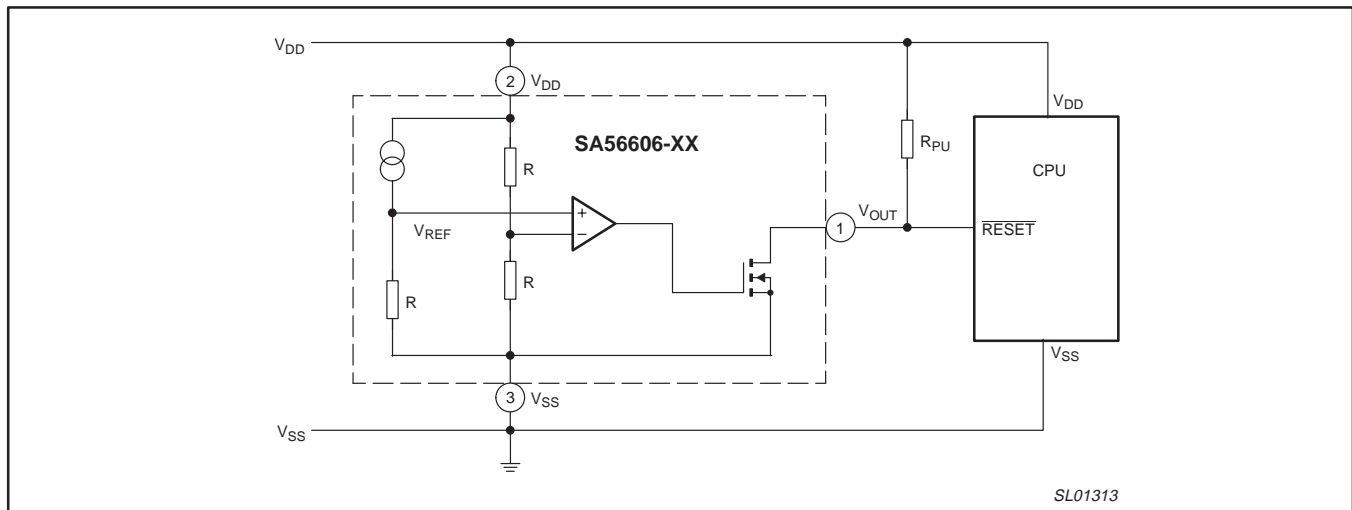 V_DD
2 V_DD
V_DD
SA56606-XX
R
R_PU
CPU
V_OUT
+
1
RESET
V_REF
−
R
R
V_SS
3 V_SS
V_SS
SL01313